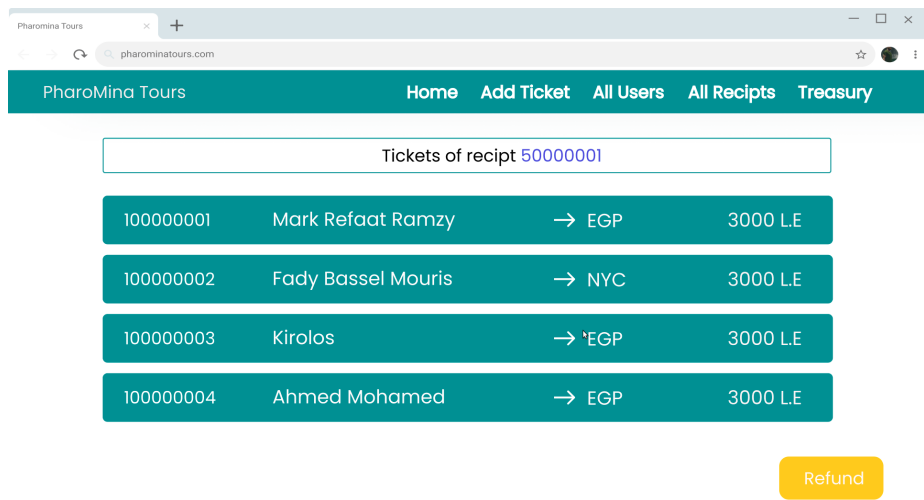 Pharomina Tours
pharominatours.com
PharoMina Tours Home Add Ticket All Users All Recipts Treasury
Tickets of recipt 50000001
100000001 Mark Refaat Ramzy → EGP 3000 L.E
100000002 Fady Bassel Mouris → NYC 3000 L.E
100000003 Kirolos → EGP 3000 L.E
100000004 Ahmed Mohamed → EGP 3000 L.E
Refund